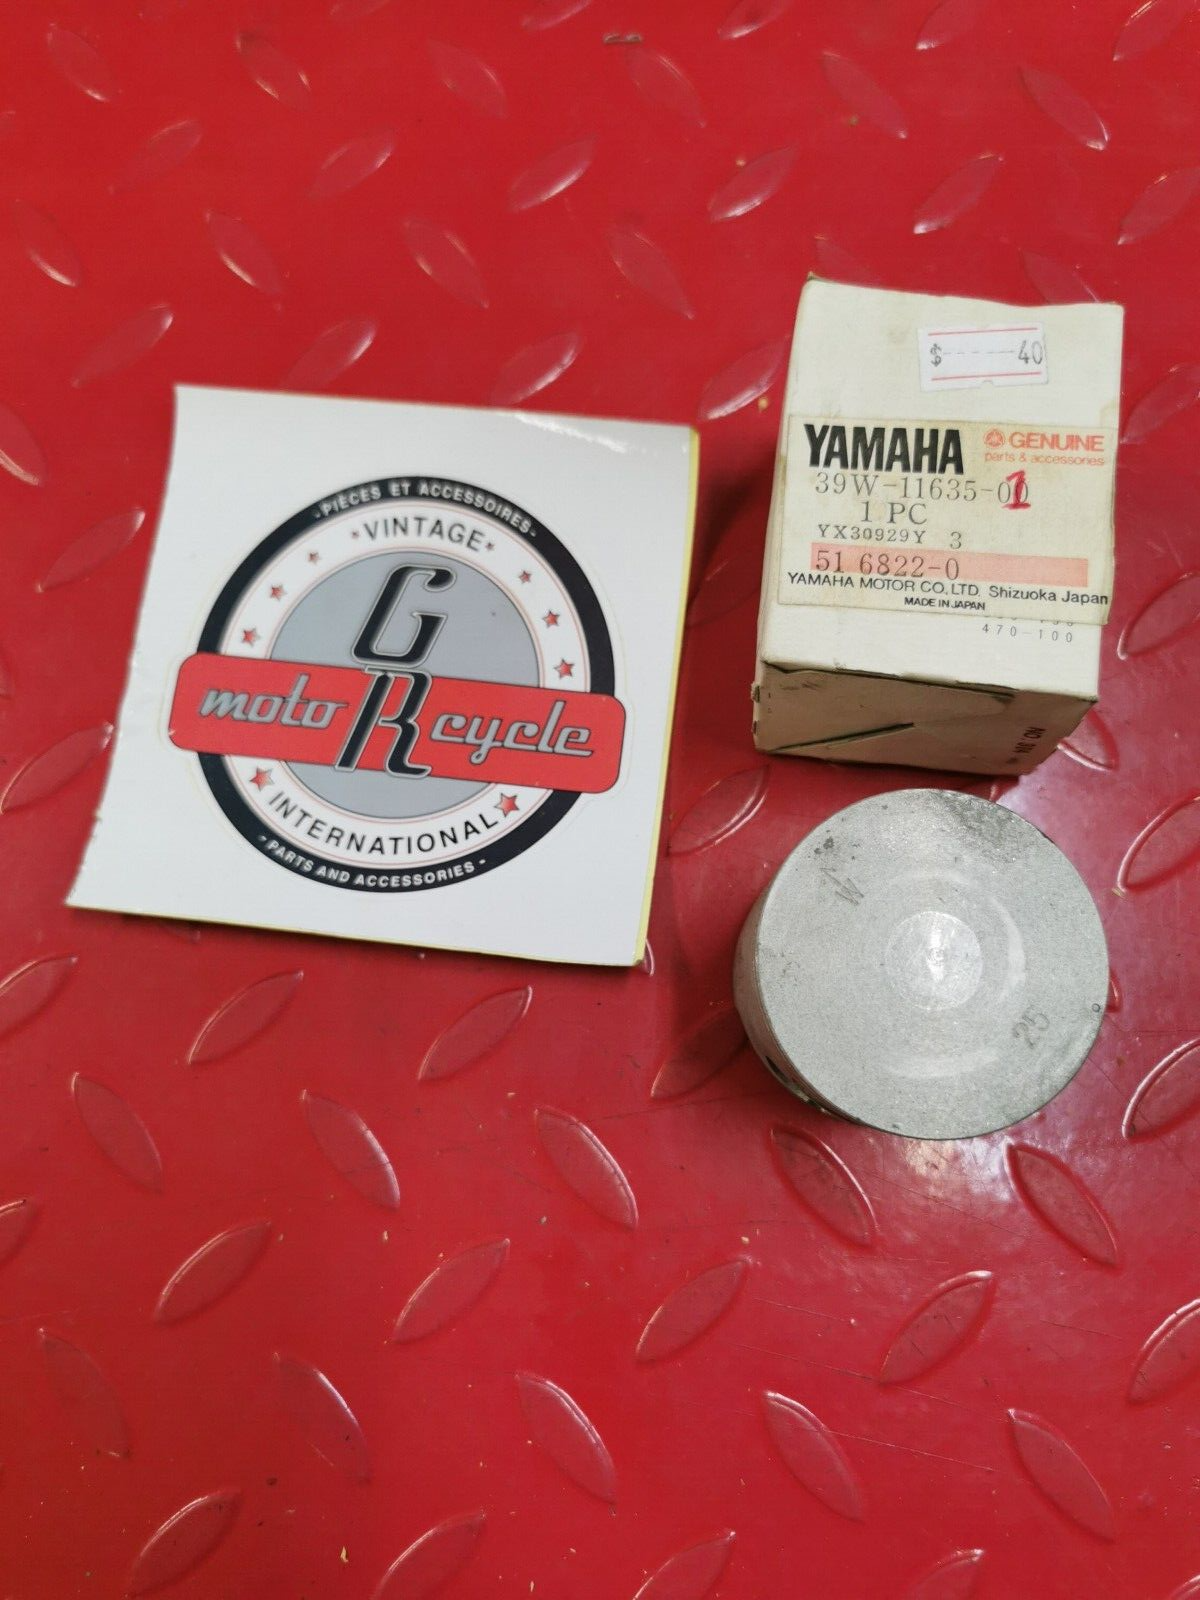 -PIÈCES ET ACCESSOIRES-
•VINTAGE•
G
moto R cycle
INTERNATIONAL
-PARTS AND ACCESSORIES-
$------40
YAMAHA GENUINE
parts & accessories
39W-11635-01
1 PC
YX30929Y 3
51 6822-0
YAMAHA MOTOR CO., LTD. Shizuoka Japan
MADE IN JAPAN
470-100
25